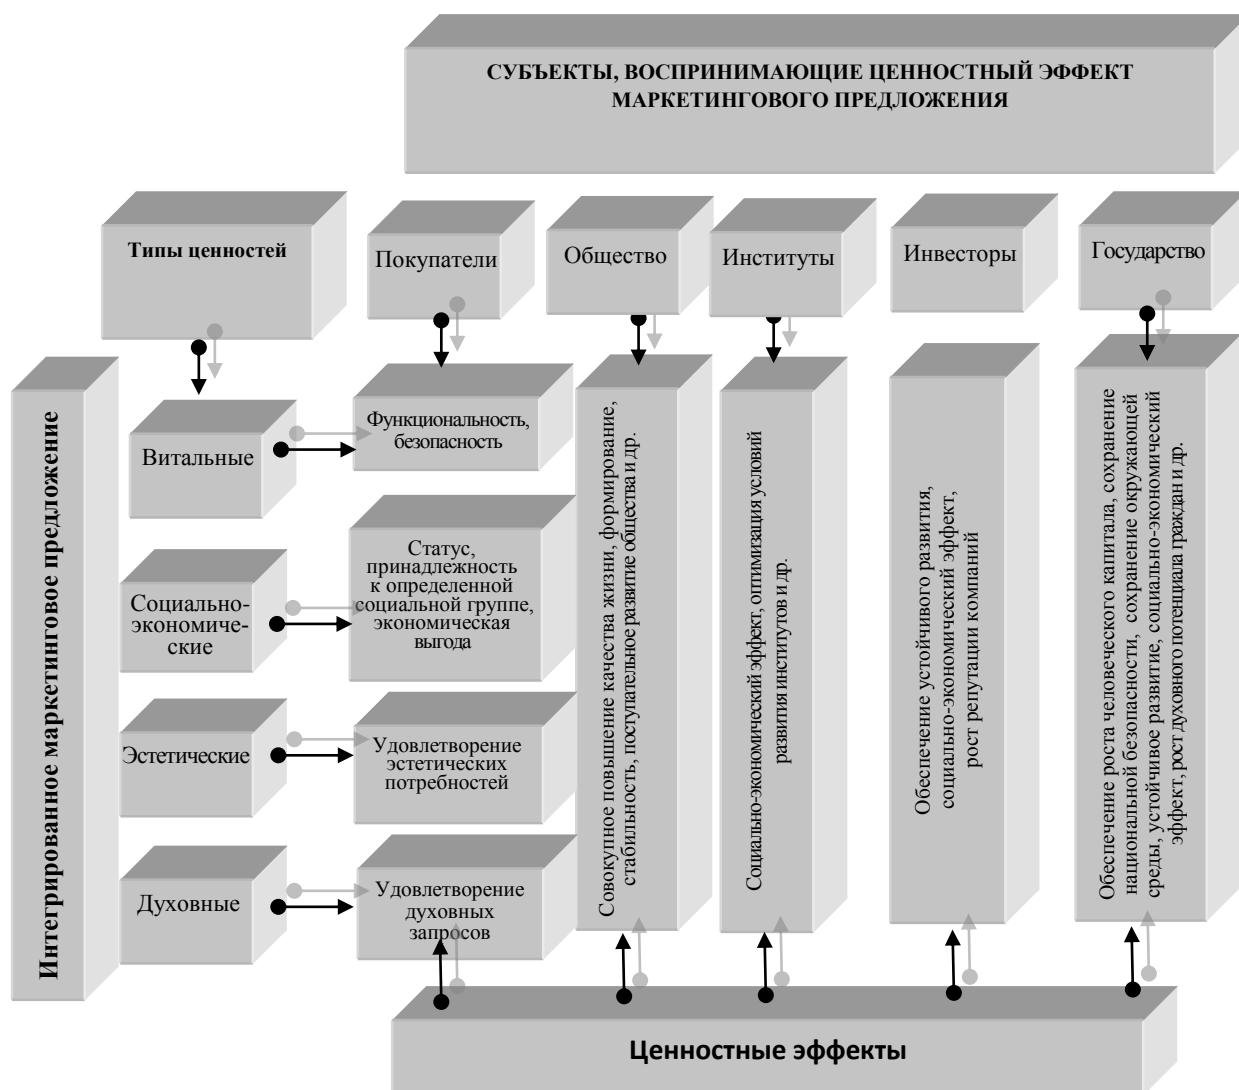 СУБЪЕКТЫ, ВОСПРИНИМАЮЩИЕ ЦЕННОСТНЫЙ ЭФФЕКТ
МАРКЕТИНГОВОГО ПРЕДЛОЖЕНИЯ
Типы ценностей
Покупатели
Общество
Институты
Инвесторы
Государство
Интегрированное маркетинговое предложение
Витальные
Функциональность,
безопасность
Социально-
экономиче-
ские
Статус,
принадлежность
к определенной
социальной группе,
экономическая
выгода
Эстетические
Удовлетворение
эстетических
потребностей
Духовные
Удовлетворение
духовных
запросов
Совокупное повышение качества жизни, формирование,
стабильность, поступательное развитие общества и др.
Социально-экономический эффект, оптимизация условий
развития институтов и др.
Обеспечение устойчивого развития,
социально-экономический эффект,
рост репутации компаний
Обеспечение роста человеческого капитала, сохранение
национальной безопасности, сохранение окружающей
среды, устойчивое развитие, социально-экономический
эффект, рост духовного потенциала граждан и др.
Ценностные эффекты